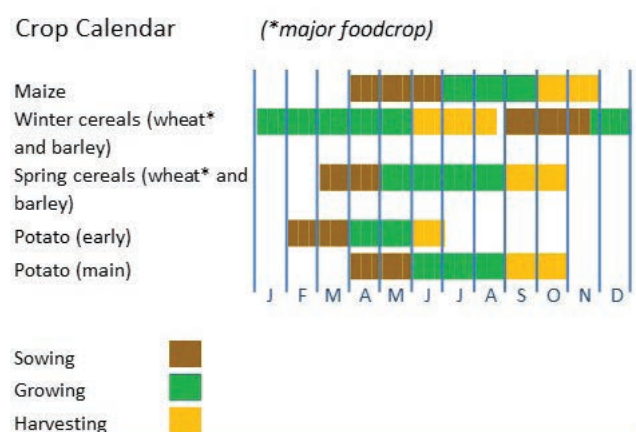 Crop Calendar (*major foodcrop)
Maize
Winter cereals (wheat*
and barley)
Spring cereals (wheat* and
barley)
Potato (early)
Potato (main)
J F M A M J J A S O N D
Sowing
Growing
Harvesting